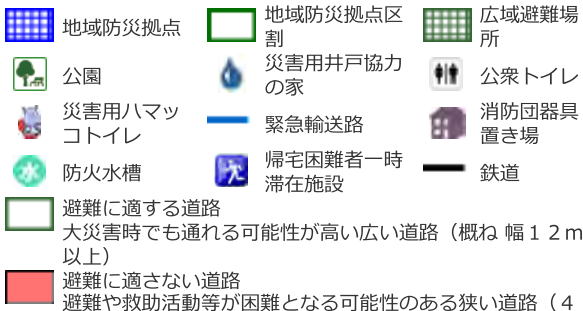 地域防災拠点
地域防災拠点区
割
広域避難場
所
公園
災害用井戸協力
の家
公衆トイレ
災害用ハマッ
コトイレ
緊急輸送路
消防団器具
置き場
水
防火水槽
帰宅困難者一時
滞在施設
鉄道
避難に適する道路
大災害時でも通れる可能性が高い広い道路（概ね 幅１２ｍ
以上）
避難に適さない道路
避難や救助活動等が困難となる可能性のある狭い道路（４